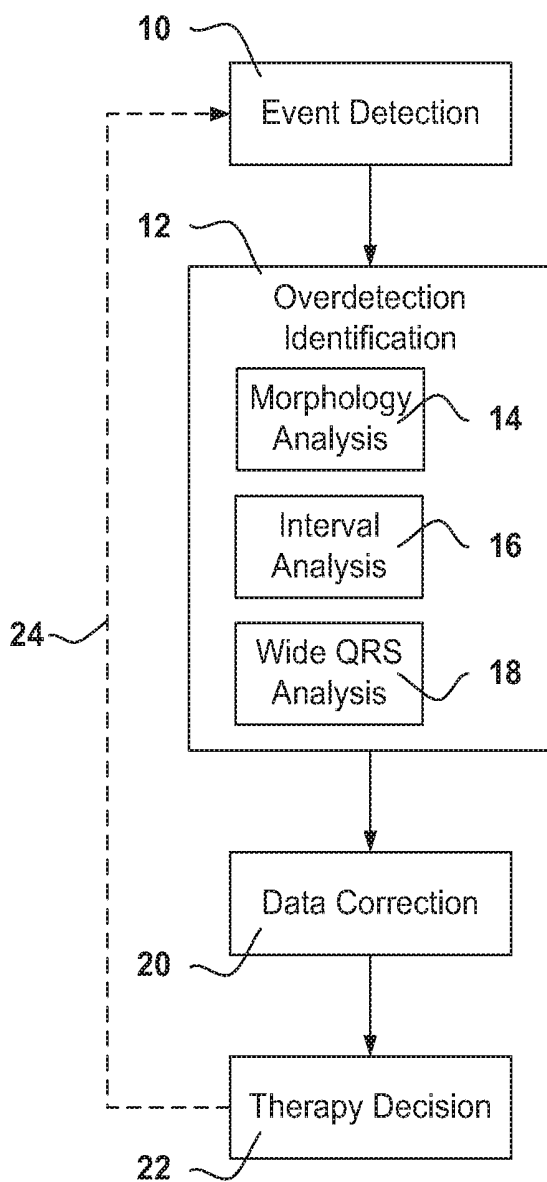 10
Event Detection
12
Overdetection
Identification
Morphology
Analysis
14
Interval
Analysis
16
Wide QRS
Analysis
18
24
Data Correction
20
Therapy Decision
22